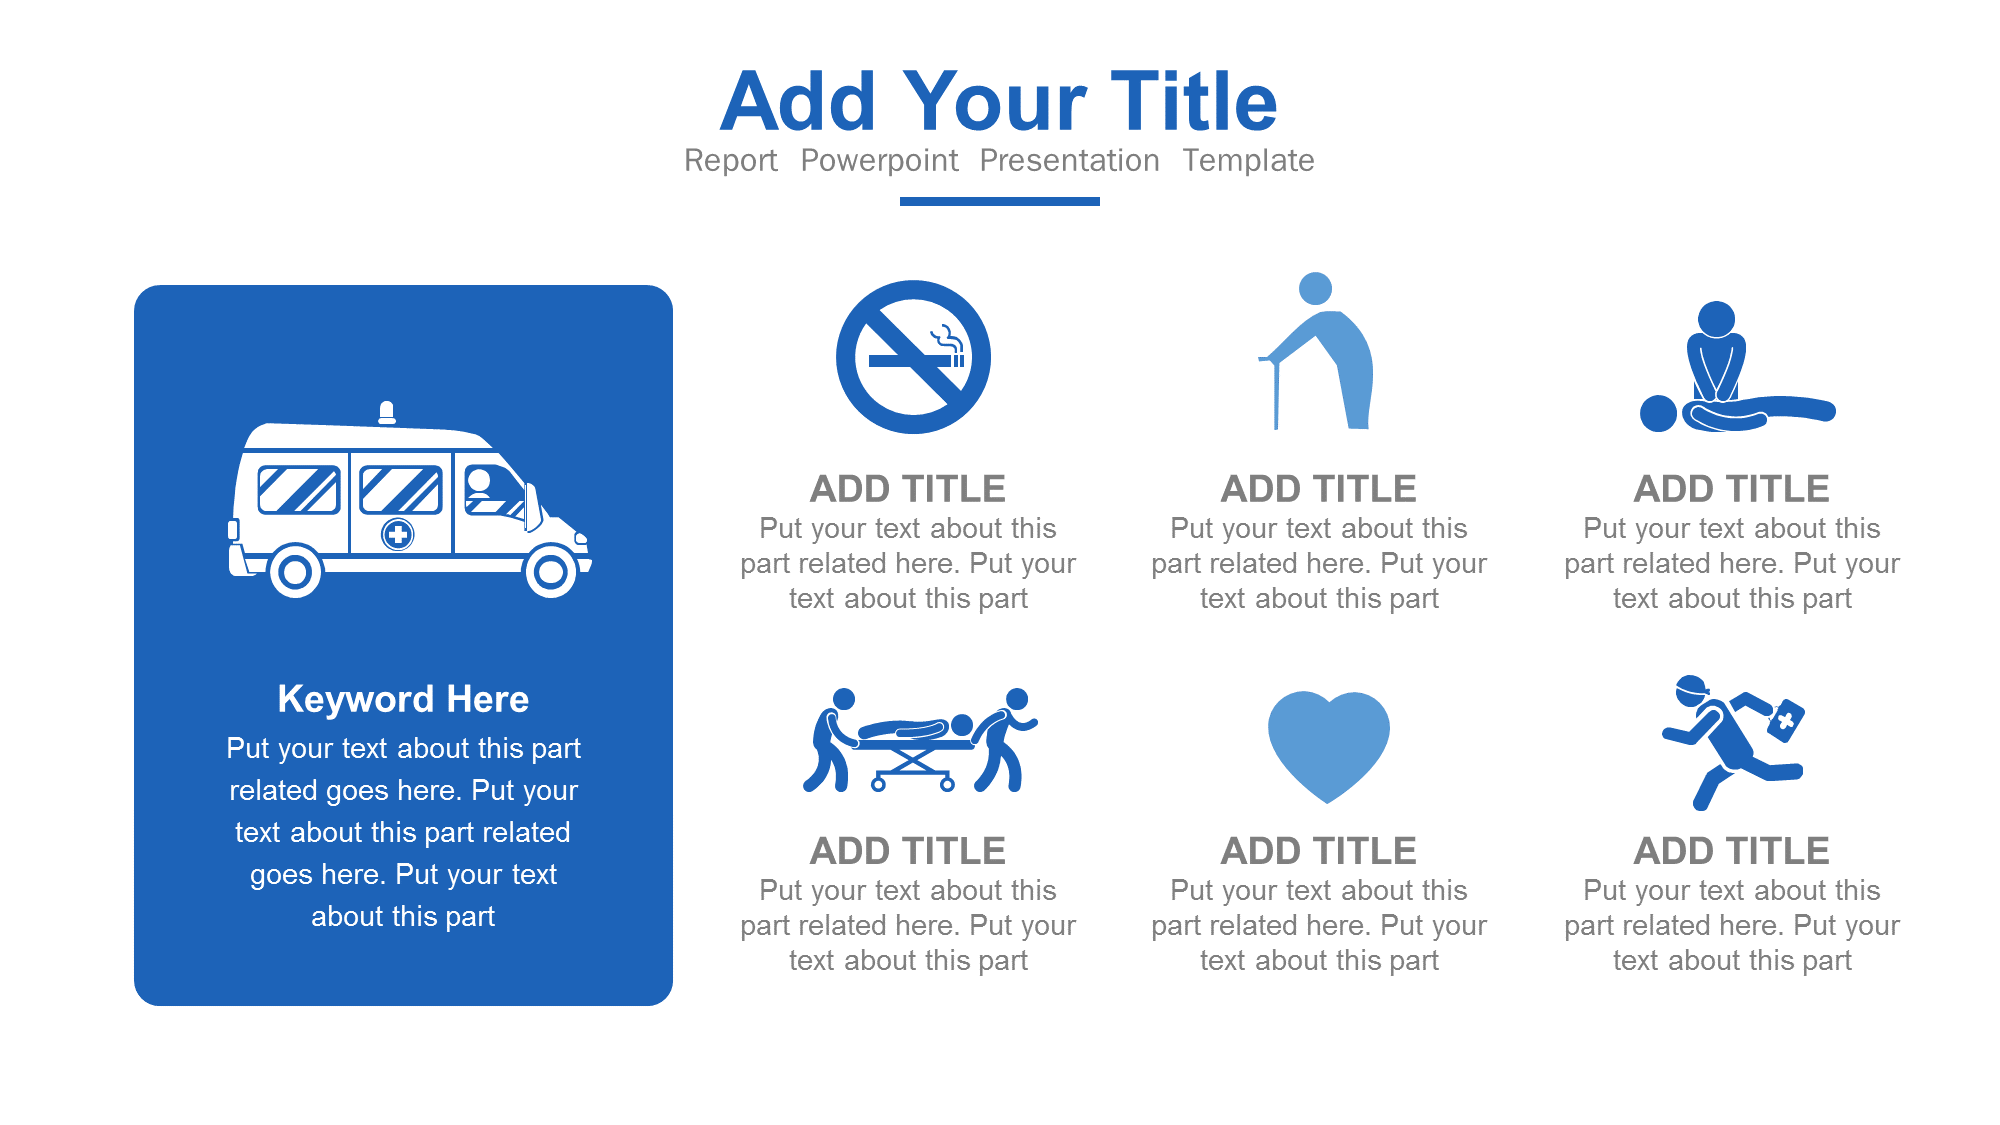 Add Your Title
Report Powerpoint Presentation Template
Keyword Here
Put your text about this part
related goes here. Put your
text about this part related
goes here. Put your text
about this part
ADD TITLE
Put your text about this
part related here. Put your
text about this part
ADD TITLE
Put your text about this
part related here. Put your
text about this part
ADD TITLE
Put your text about this
part related here. Put your
text about this part
ADD TITLE
Put your text about this
part related here. Put your
text about this part
ADD TITLE
Put your text about this
part related here. Put your
text about this part
ADD TITLE
Put your text about this
part related here. Put your
text about this part